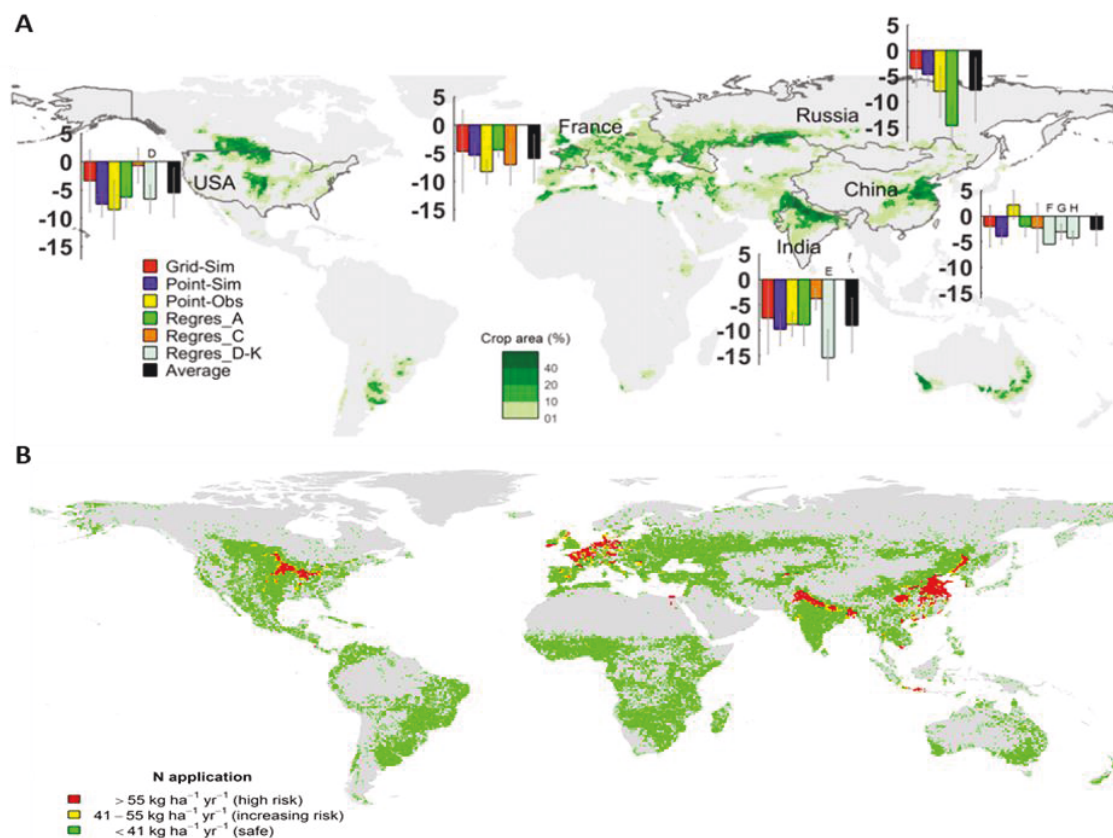 A
5
0
-5
-10
-15
Russia
5
0
-5
-10
-15
France
5
0
-5
-10
-15
D
USA
China
5
0
-5
-10
-15
F G H
India
0
-5
-10
-15
E
Grid-Sim
Point-Sim
Point-Obs
Regres_A
Regres_C
Regres_D-K
Average
Crop area (%)
40
20
10
01
B
N application
> 55 kg ha⁻¹ yr⁻¹ (high risk)
41 – 55 kg ha⁻¹ yr⁻¹ (increasing risk)
< 41 kg ha⁻¹ yr⁻¹ (safe)